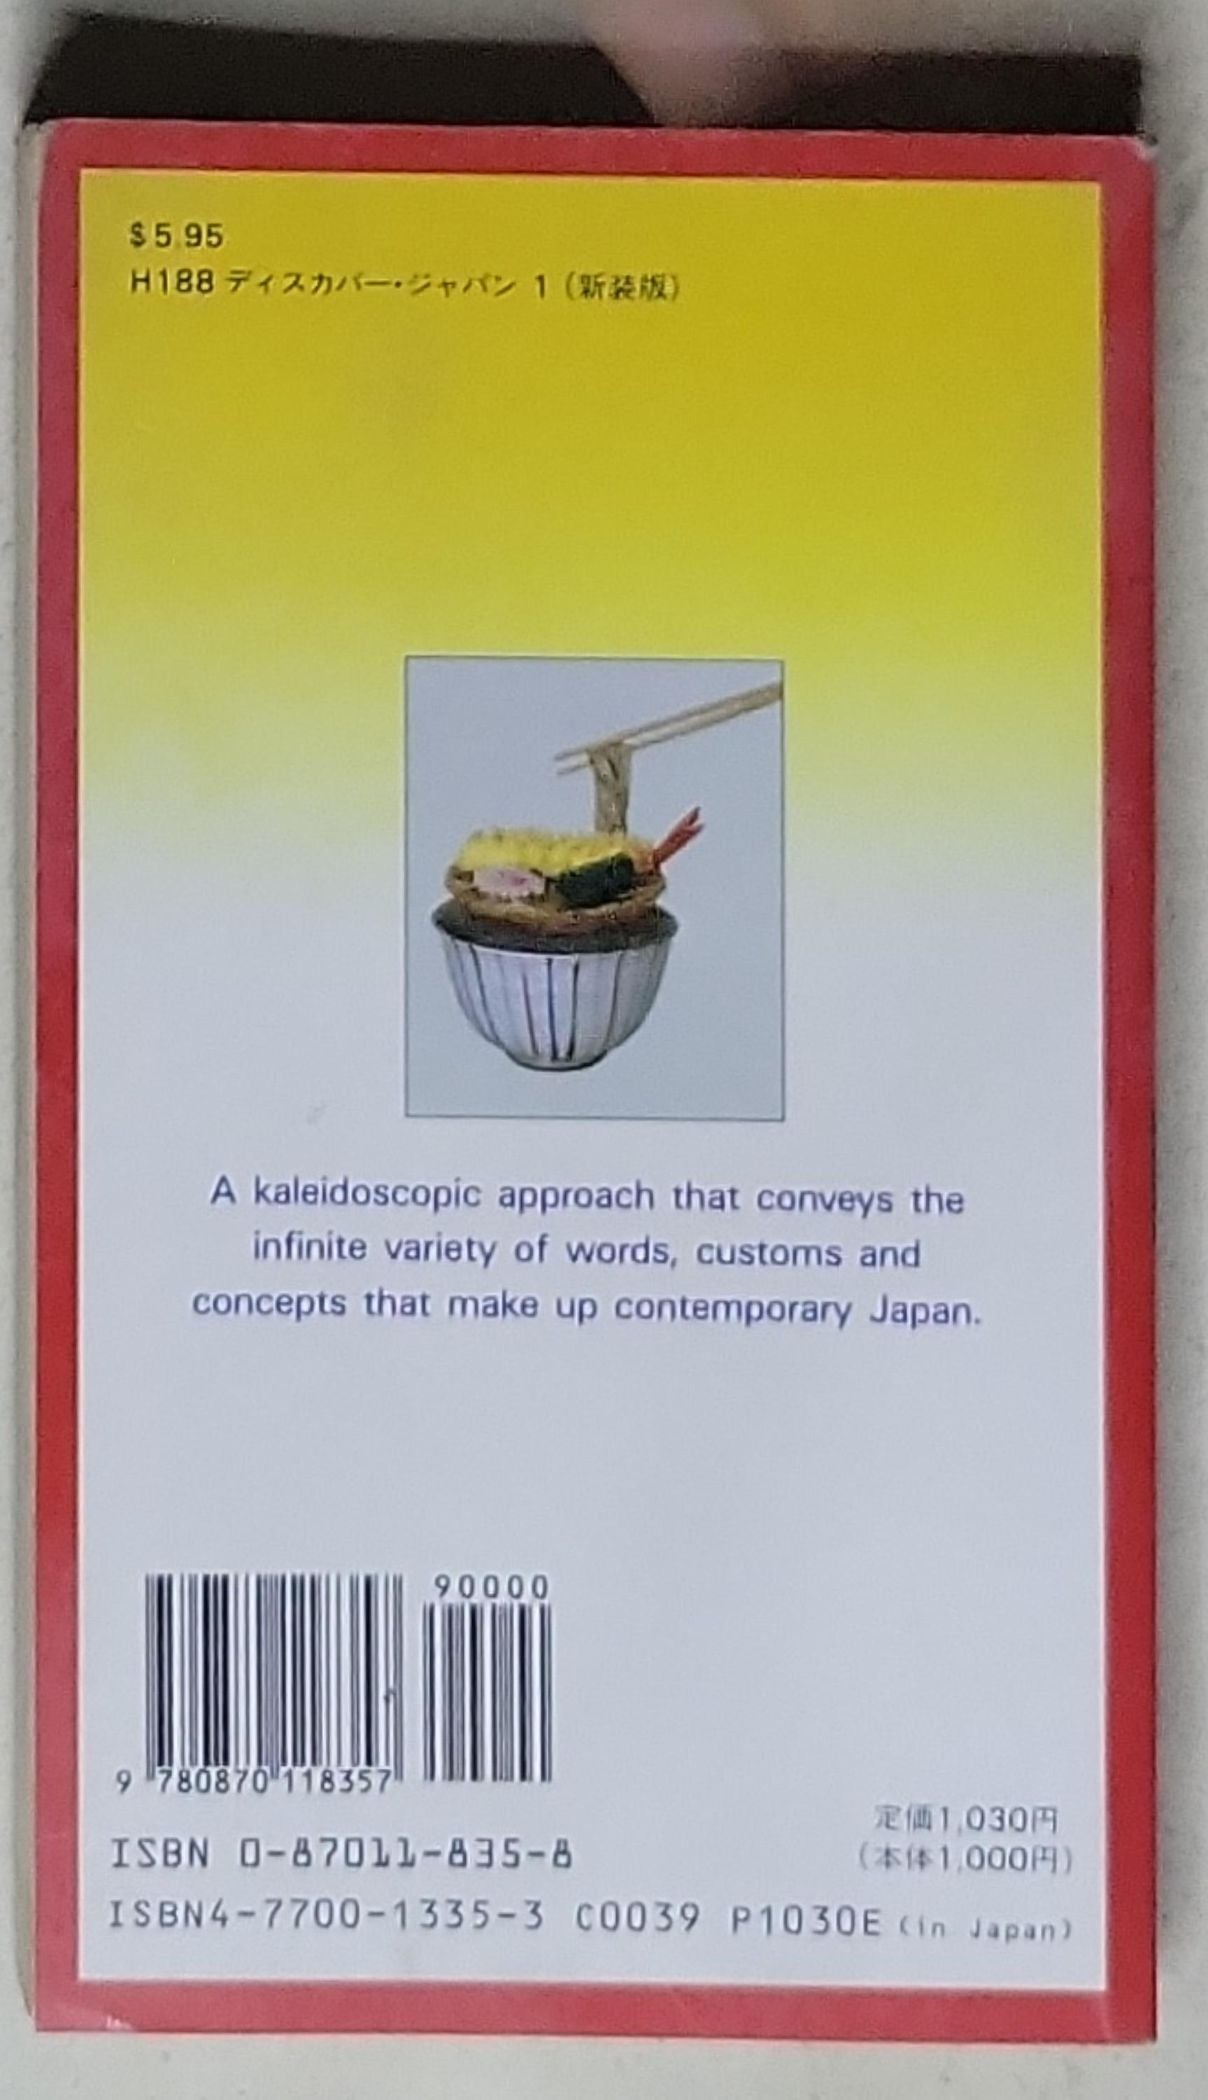 $5.95
H188 ディスカバー・ジャパン 1（新装版）
A kaleidoscopic approach that conveys the
infinite variety of words, customs and
concepts that make up contemporary Japan.
90000
9 780870 118357
定価1,030円
ISBN 0-87011-835-8
（本体1,000円）
ISBN4-7700-1335-3 C0039 P1030E (in Japan)